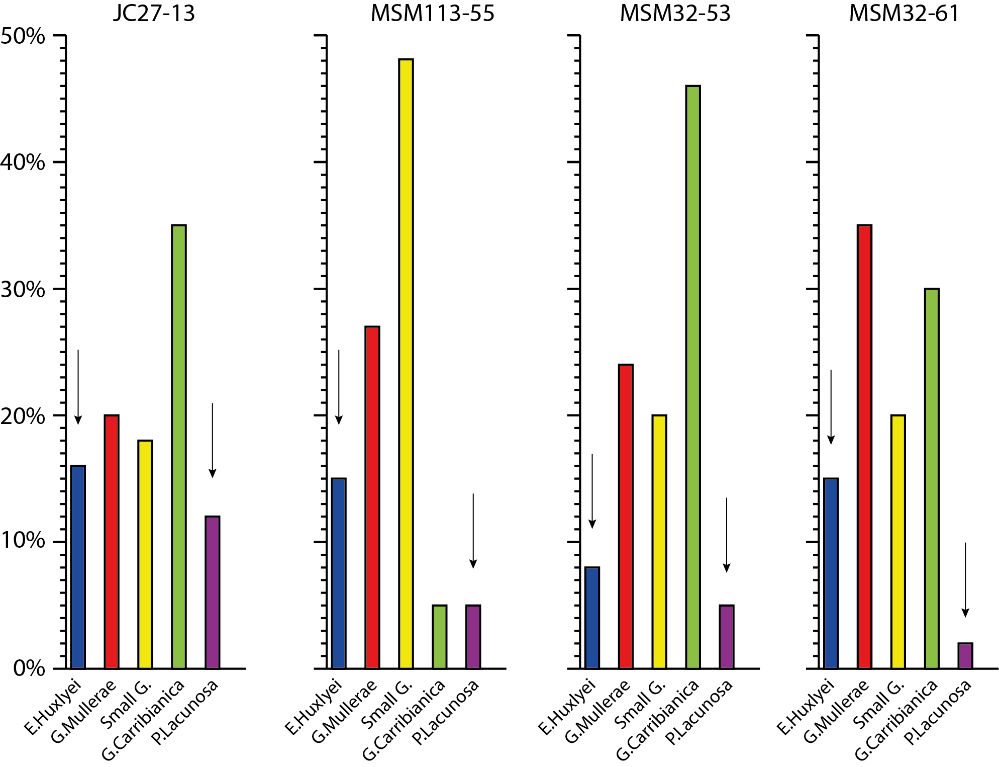 JC27-13
MSM113-55
MSM32-53
MSM32-61
50%
40%
30%
20%
10%
0%
E.Huxlyei
G.Mullerae
Small G.
G.Carribianica
P.Lacunosa
E.Huxlyei
G.Mullerae
Small G.
G.Carribianica
P.Lacunosa
E.Huxlyei
G.Mullerae
Small G.
G.Carribianica
P.Lacunosa
E.Huxlyei
G.Mullerae
Small G.
G.Carribianica
P.Lacunosa